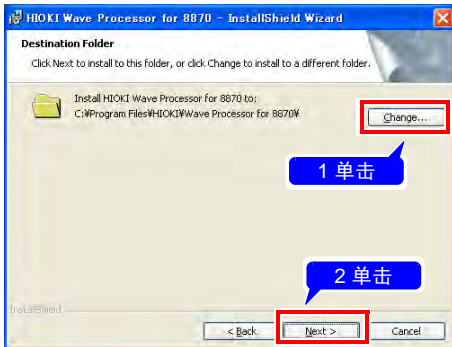 HIOKI Wave Processor for 8870 - InstallShield Wizard
Destination Folder
Click Next to install to this folder, or click Change to install to a different folder.
Install HIOKI Wave Processor for 8870 to:
C:¥Program Files¥HIOKI¥Wave Processor for 8870¥
Change...
1 单击
2 单击
InstallShield
< Back
Next >
Cancel